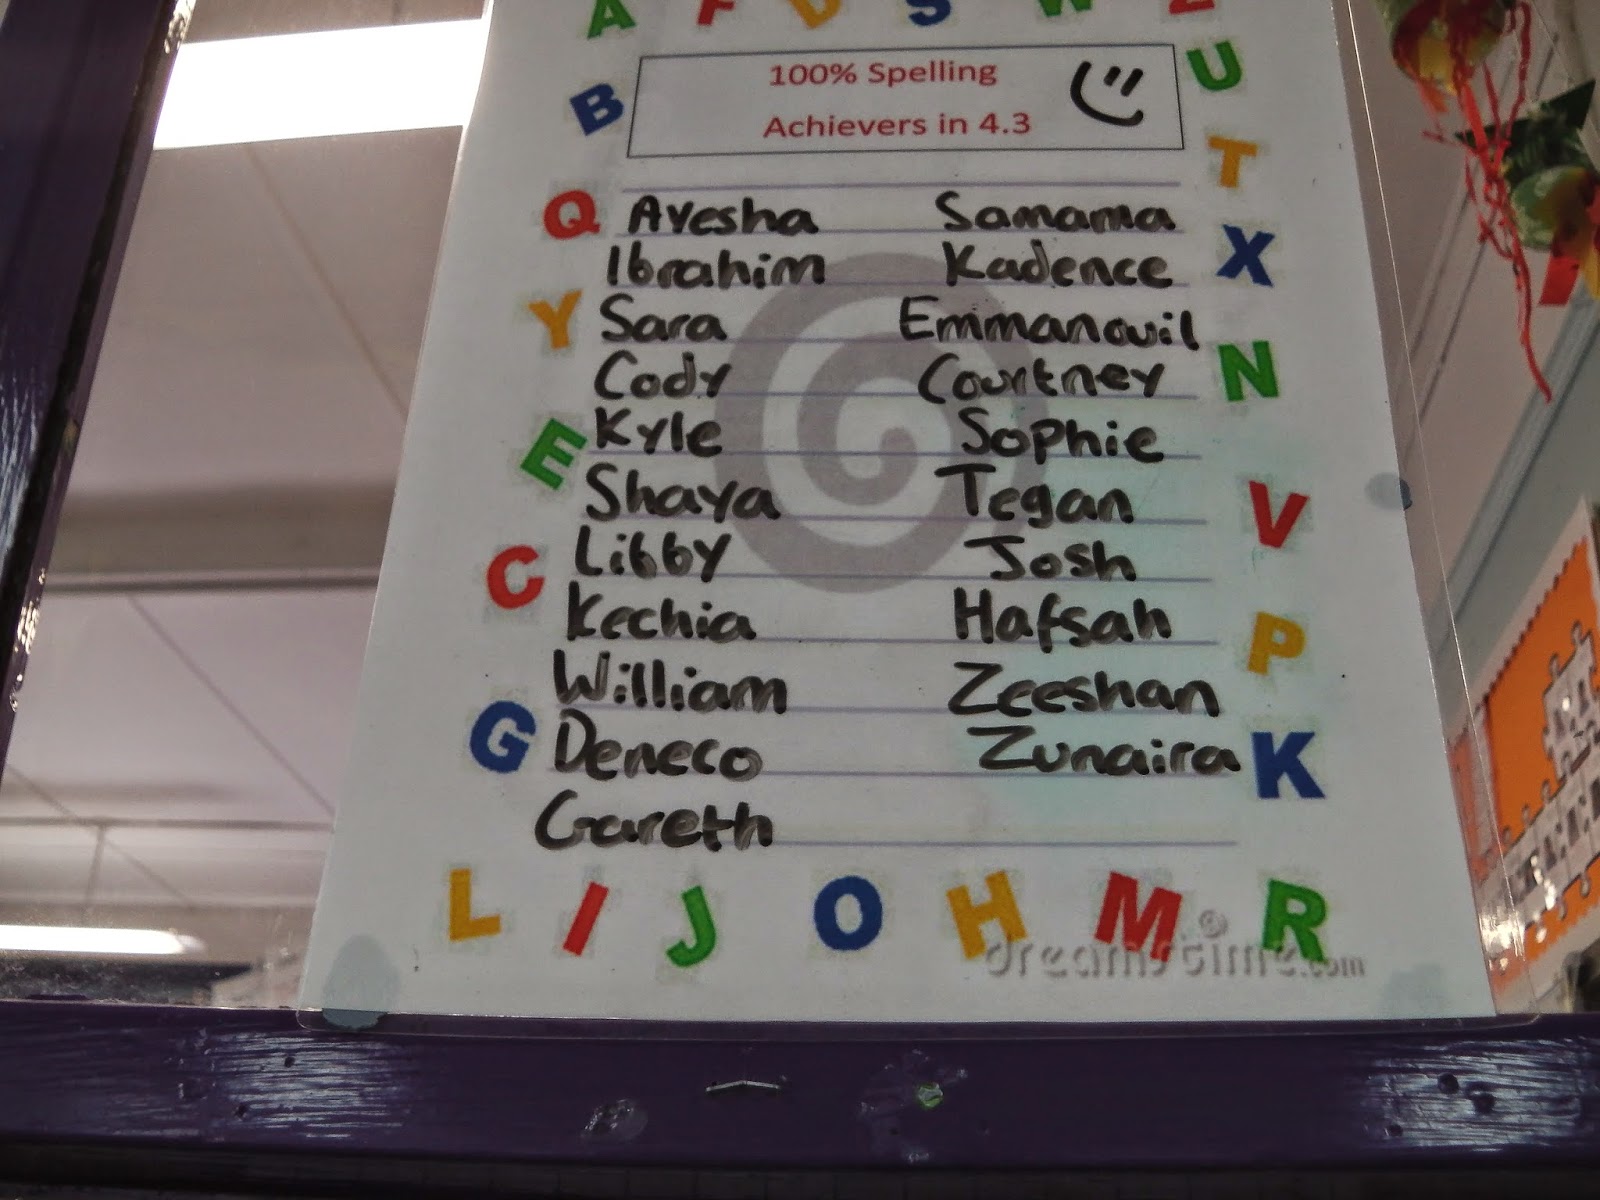 A F D S W Z
B U
100% Spelling
Achievers in 4.3
T
Q Ayesha Samama
Ibrahim Kadence X
Y Sara Emmanouil
Cody Courtney N
E Kyle Sophie
Shaya Tegan V
C Libby Josh
Kechia Hafsah P
William Zeeshan
G Deneco Zunaira K
Gareth
L I J O H M R
dreamstime.com